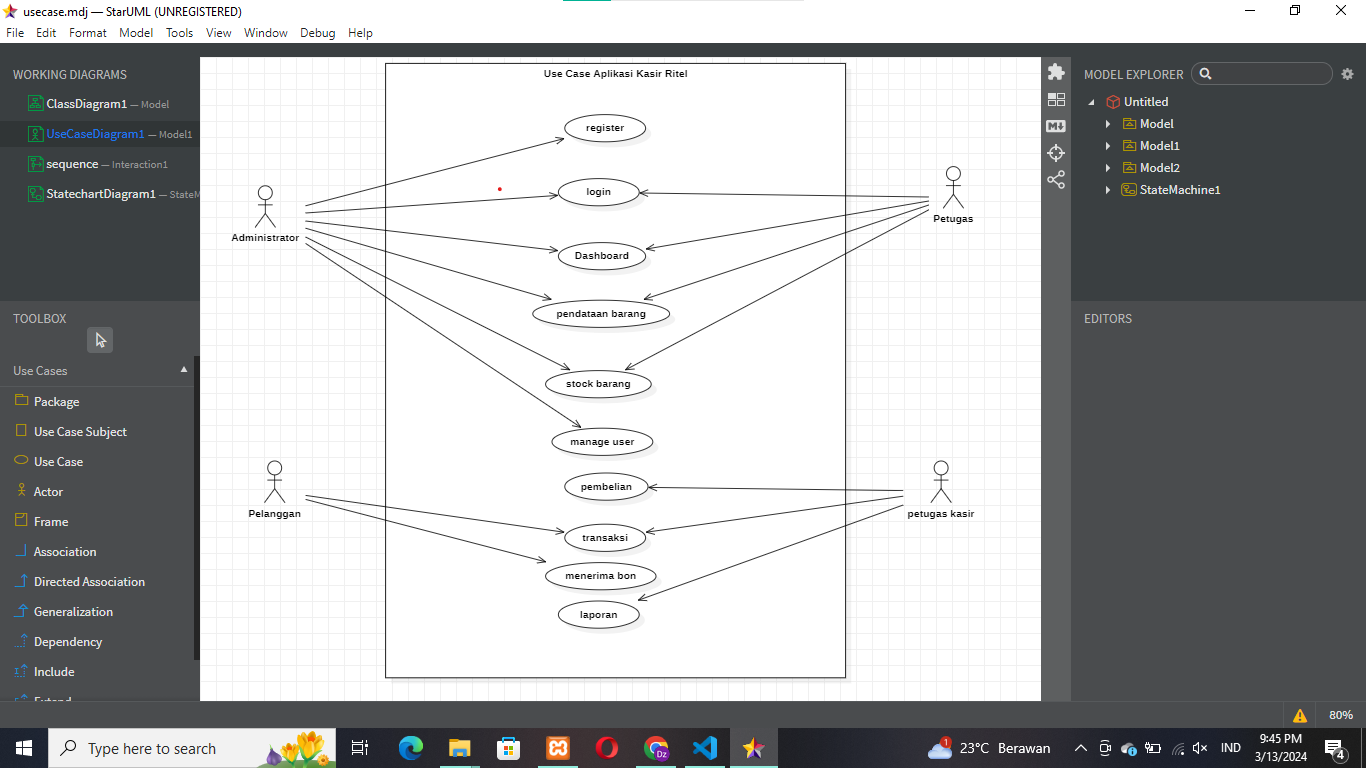 usecase.mdj — StarUML (UNREGISTERED)
File Edit Format Model Tools View Window Debug Help
WORKING DIAGRAMS
ClassDiagram1 — Model
UseCaseDiagram1 — Model1
sequence — Interaction1
StatechartDiagram1 — StateM
TOOLBOX
Use Cases
Package
Use Case Subject
Use Case
Actor
Frame
Association
Directed Association
Generalization
Dependency
Include
Extend
Use Case Aplikasi Kasir Ritel
register
login
Dashboard
pendataan barang
stock barang
manage user
pembelian
transaksi
menerima bon
laporan
Administrator
Pelanggan
Petugas
petugas kasir
MODEL EXPLORER
Untitled
Model
Model1
Model2
StateMachine1
EDITORS
80%
Type here to search
Dz
1
23°C Berawan
IND
9:45 PM
3/13/2024
4